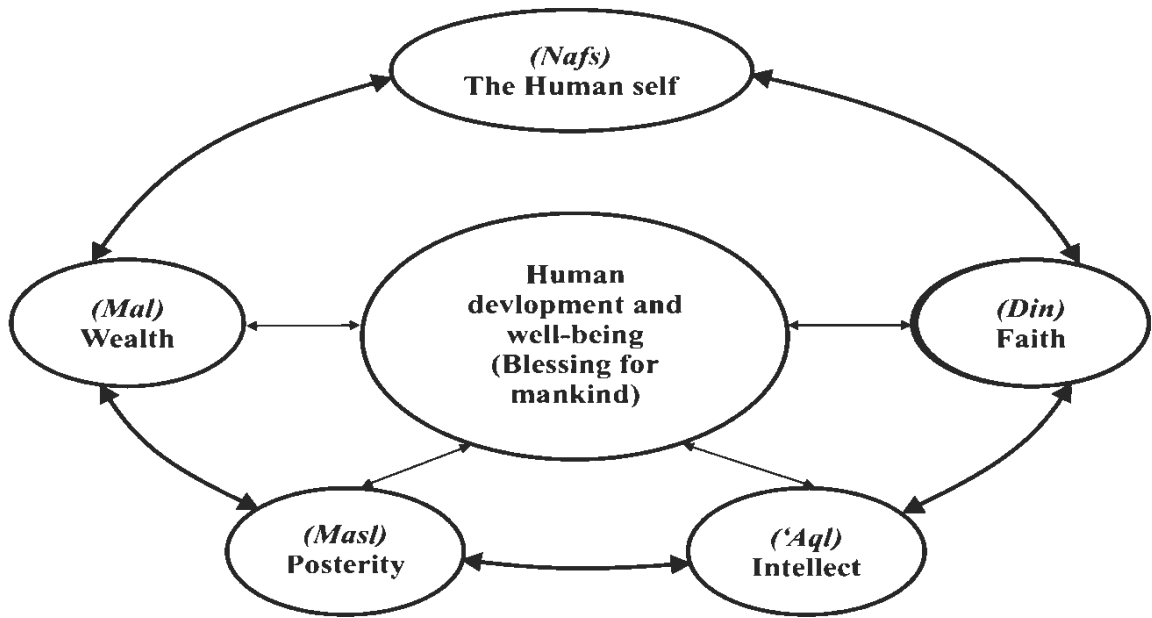 (Nafs)
The Human self
(Mal)
Wealth
Human
devlopment and
well-being
(Blessing for
mankind)
(Din)
Faith
(Masl)
Posterity
(‘Aql)
Intellect